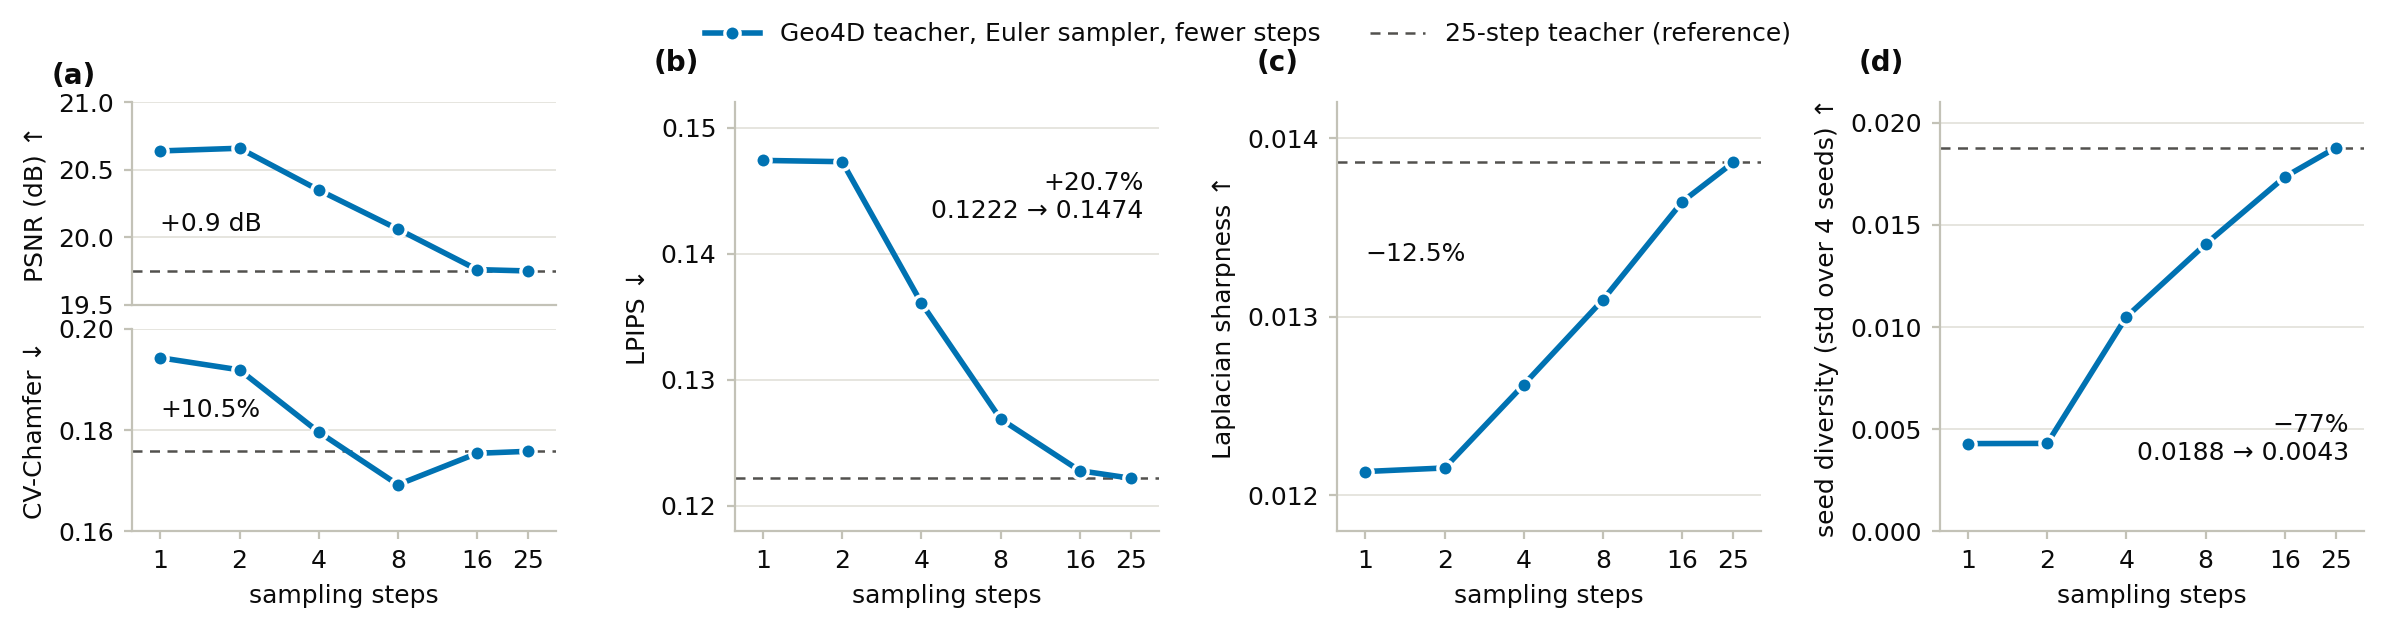 Geo4D teacher, Euler sampler, fewer steps
25-step teacher (reference)
(a)
PSNR (dB) ↑
21.0
20.5
20.0
19.5
+0.9 dB
CV-Chamfer ↓
0.20
0.18
0.16
+10.5%
1 2 4 8 16 25
sampling steps
(b)
LPIPS ↓
0.15
0.14
0.13
0.12
+20.7%
0.1222 → 0.1474
1 2 4 8 16 25
sampling steps
(c)
Laplacian sharpness ↑
0.014
0.013
0.012
−12.5%
1 2 4 8 16 25
sampling steps
(d)
seed diversity (std over 4 seeds) ↑
0.020
0.015
0.010
0.005
0.000
−77%
0.0188 → 0.0043
1 2 4 8 16 25
sampling steps